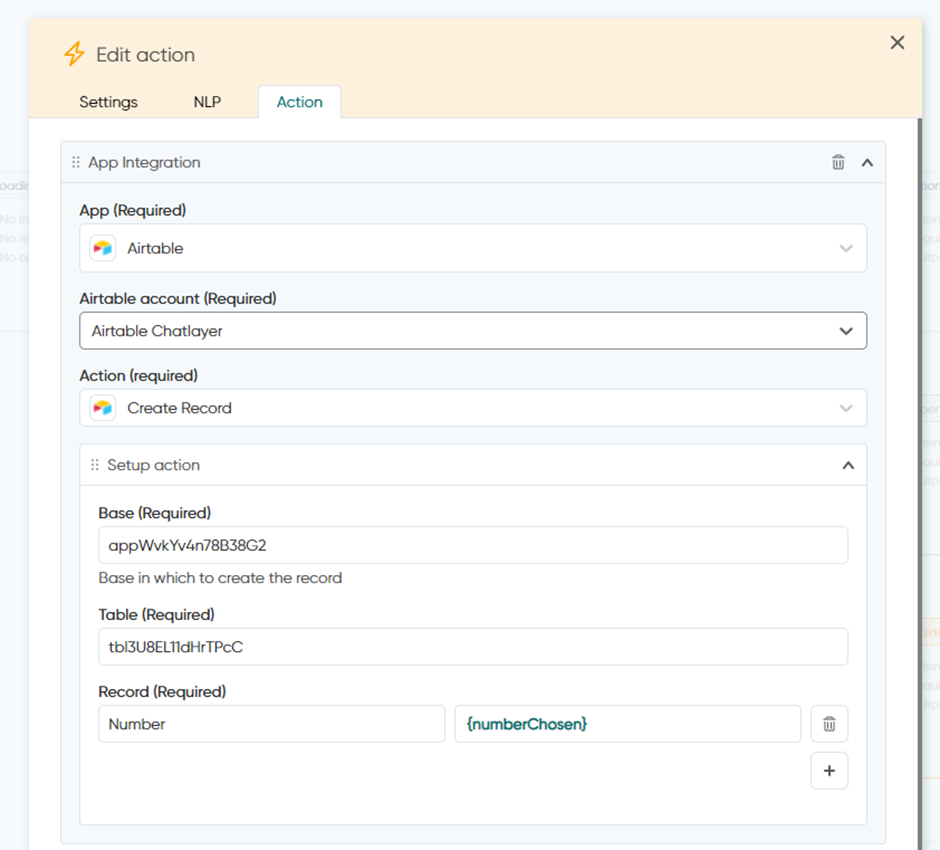 Edit action
Settings NLP Action
App Integration
App (Required)
Airtable
Airtable account (Required)
Airtable Chatlayer
Action (required)
Create Record
Setup action
Base (Required)
appWvkYv4n78B38G2
Base in which to create the record
Table (Required)
tbl3U8EL11dHrTPcC
Record (Required)
Number {numberChosen}